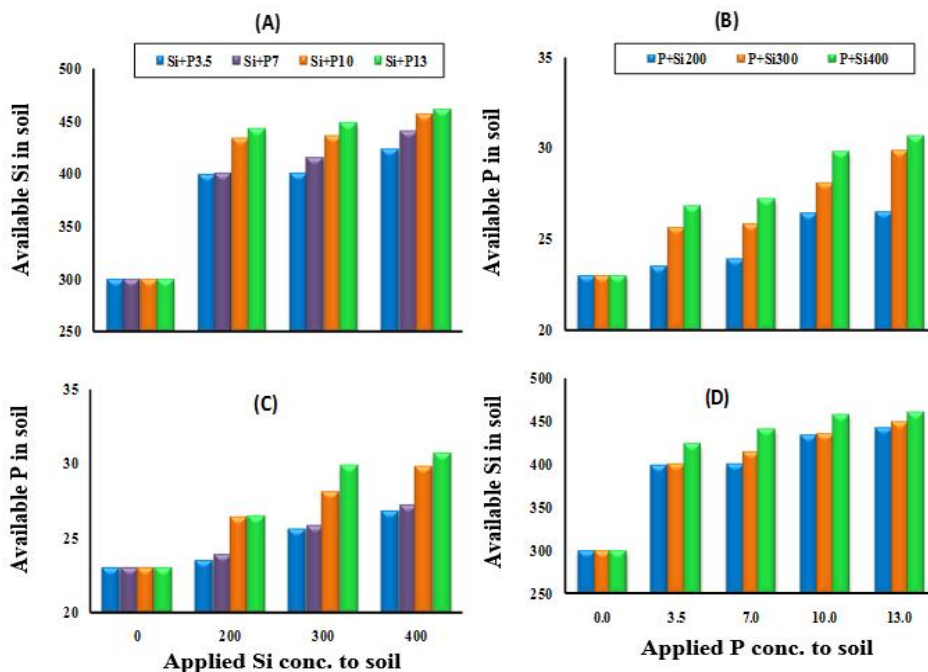 (A)
Si+P3.5 Si+P7 Si+P10 Si+P13
Available Si in soil
500
450
400
350
300
250
(B)
P+Si200 P+Si300 P+Si400
Available P in soil
35
30
25
20
(C)
Available P in soil
35
30
25
20
0 200 300 400
Applied Si conc. to soil
(D)
Available Si in soil
500
450
400
350
300
250
0.0 3.5 7.0 10.0 13.0
Applied P conc. to soil